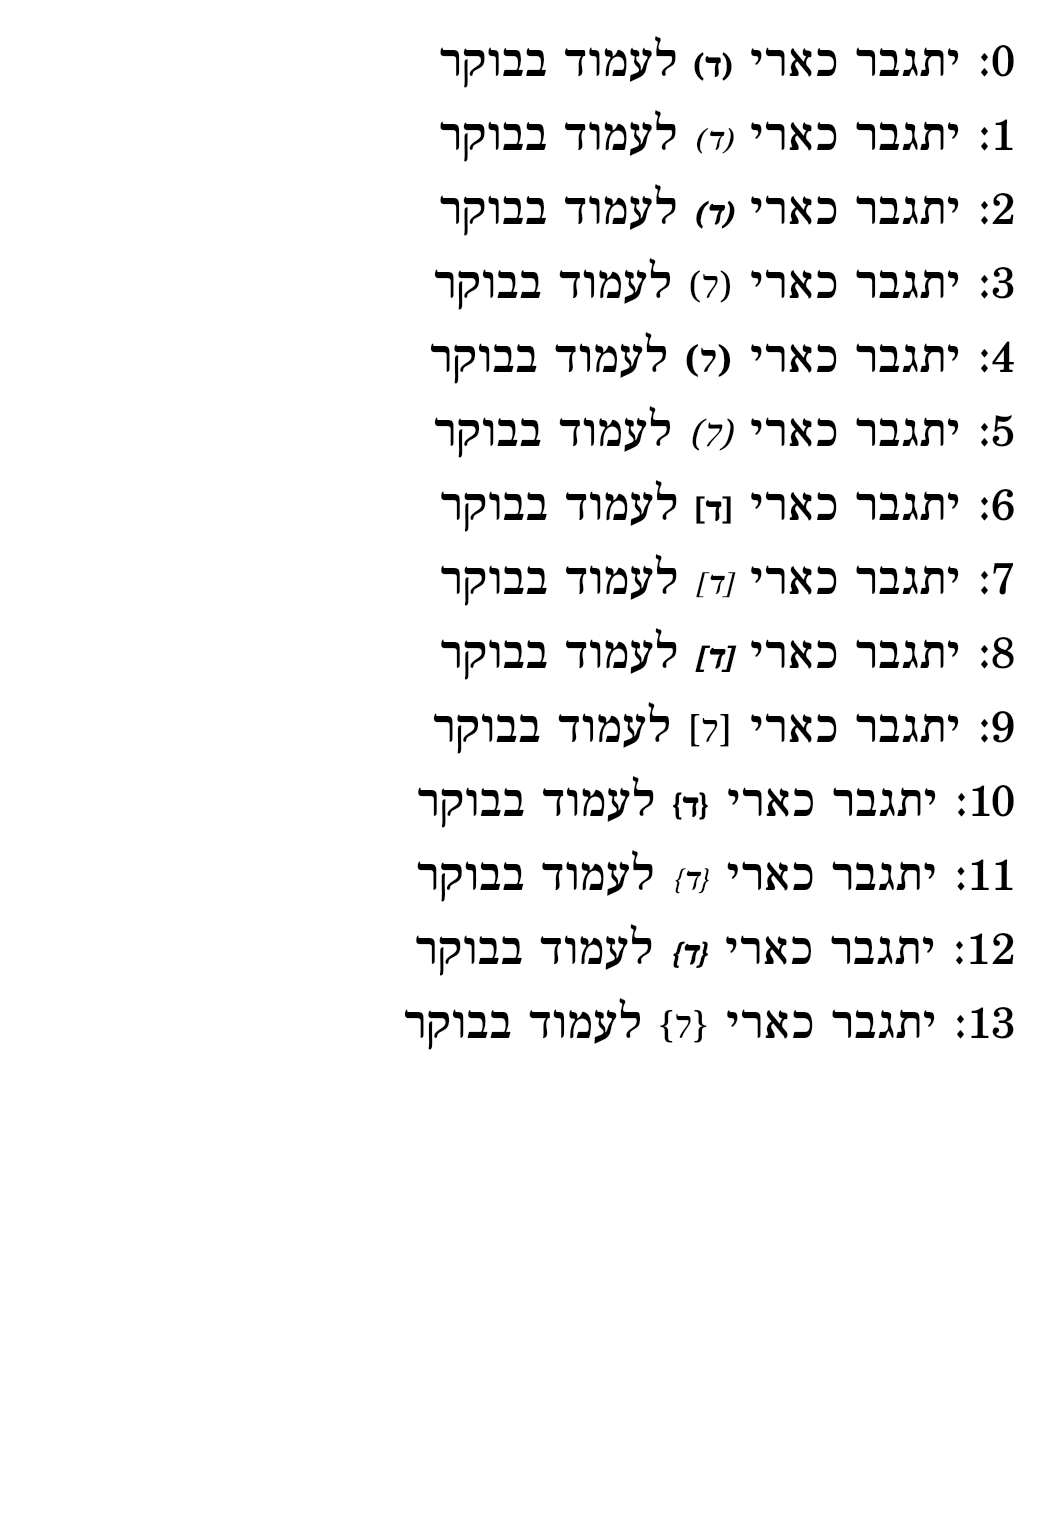 0: יתגבר כארי (ד) לעמוד בבוקר
1: יתגבר כארי (ד) לעמוד בבוקר
2: יתגבר כארי (ד) לעמוד בבוקר
3: יתגבר כארי (ל) לעמוד בבוקר
4: יתגבר כארי (ל) לעמוד בבוקר
5: יתגבר כארי (ל) לעמוד בבוקר
6: יתגבר כארי [ד] לעמוד בבוקר
7: יתגבר כארי [ד] לעמוד בבוקר
8: יתגבר כארי [ד] לעמוד בבוקר
9: יתגבר כארי [ל] לעמוד בבוקר
10: יתגבר כארי {ד} לעמוד בבוקר
11: יתגבר כארי {ד} לעמוד בבוקר
12: יתגבר כארי {ד} לעמוד בבוקר
13: יתגבר כארי {ל} לעמוד בבוקר